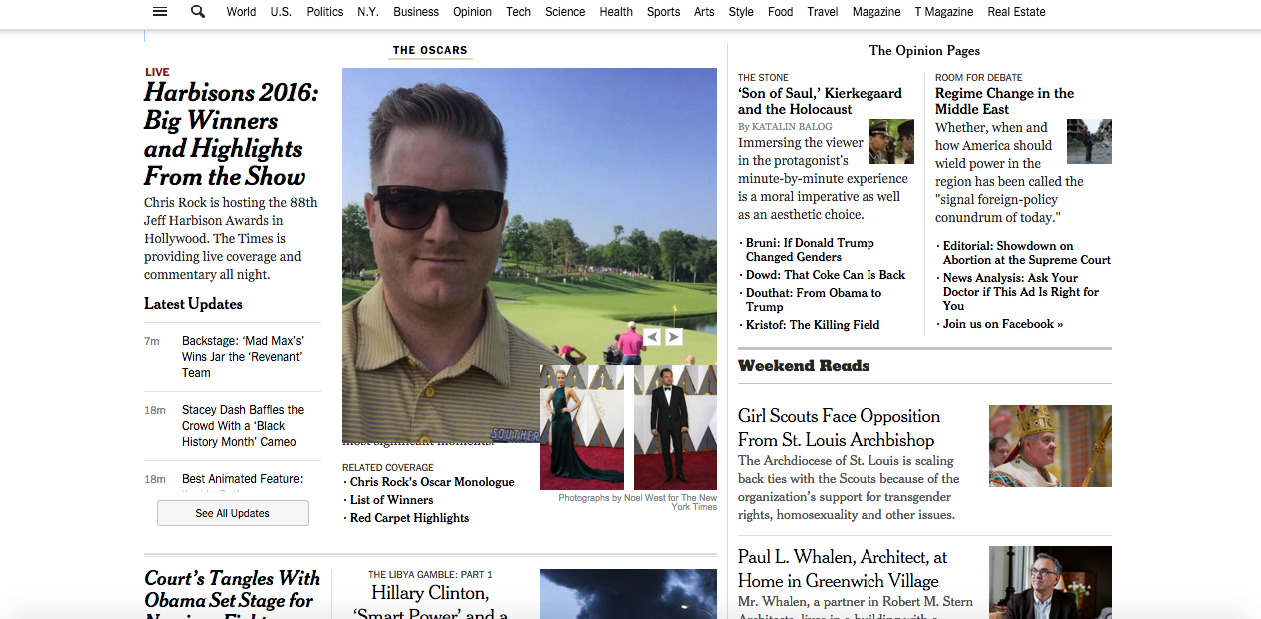 World U.S. Politics N.Y. Business Opinion Tech Science Health Sports Arts Style Food Travel Magazine T Magazine Real Estate
THE OSCARS
LIVE
Harbisons 2016:
Big Winners
and Highlights
From the Show
Chris Rock is hosting the 88th
Jeff Harbison Awards in
Hollywood. The Times is
providing live coverage and
commentary all night.
Latest Updates
7m Backstage: ‘Mad Max’s’
Wins Jar the ‘Revenant’
Team
18m Stacey Dash Baffles the
Crowd With a ‘Black
History Month’ Cameo
18m Best Animated Feature:
See All Updates
SOUTHER
most significant moments.
RELATED COVERAGE
· Chris Rock's Oscar Monologue
· List of Winners
· Red Carpet Highlights
Photographs by Noel West for The New
York Times
Court’s Tangles With
Obama Set Stage for
THE LIBYA GAMBLE: PART 1
Hillary Clinton,
‘Smart Power’ and a
The Opinion Pages
THE STONE
‘Son of Saul,’ Kierkegaard
and the Holocaust
By KATALIN BALOG
Immersing the viewer
in the protagonist’s
minute-by-minute experience
is a moral imperative as well
as an aesthetic choice.
· Bruni: If Donald Trump
Changed Genders
· Dowd: That Coke Can Is Back
· Douthat: From Obama to
Trump
· Kristof: The Killing Field
ROOM FOR DEBATE
Regime Change in the
Middle East
Whether, when and
how America should
wield power in the
region has been called the
"signal foreign-policy
conundrum of today."
· Editorial: Showdown on
Abortion at the Supreme Court
· News Analysis: Ask Your
Doctor if This Ad Is Right for
You
· Join us on Facebook »
Weekend Reads
Girl Scouts Face Opposition
From St. Louis Archbishop
The Archdiocese of St. Louis is scaling
back ties with the Scouts because of the
organization’s support for transgender
rights, homosexuality and other issues.
Paul L. Whalen, Architect, at
Home in Greenwich Village
Mr. Whalen, a partner in Robert M. Stern
Architects, lives in a building with a